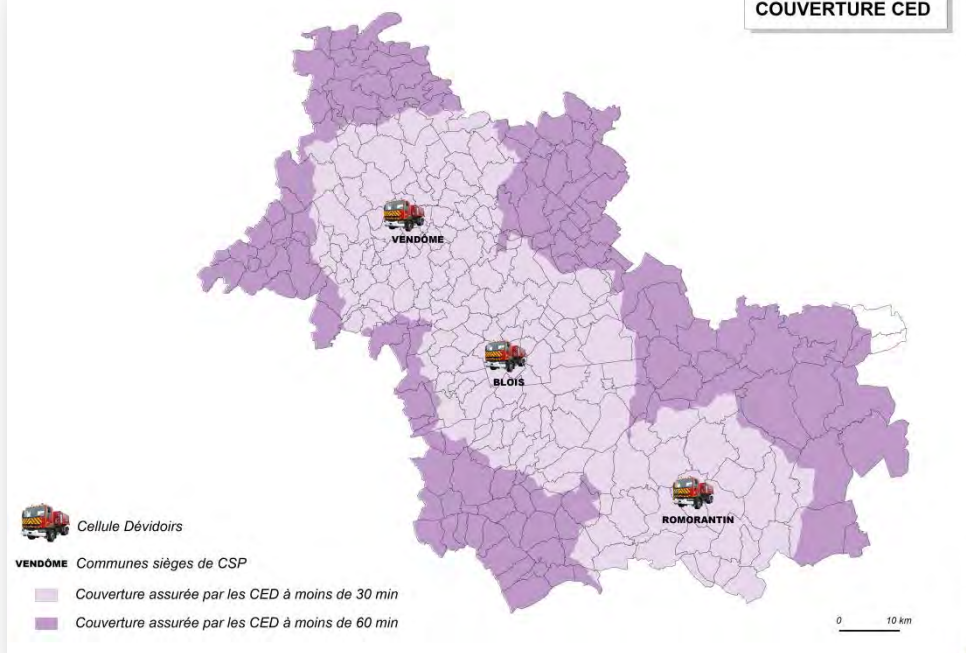 COUVERTURE CED
VENDÔME
BLOIS
ROMORANTIN
Cellule Dévidoirs
VENDÔME Communes sièges de CSP
Couverture assurée par les CED à moins de 30 min
Couverture assurée par les CED à moins de 60 min
0 10 km